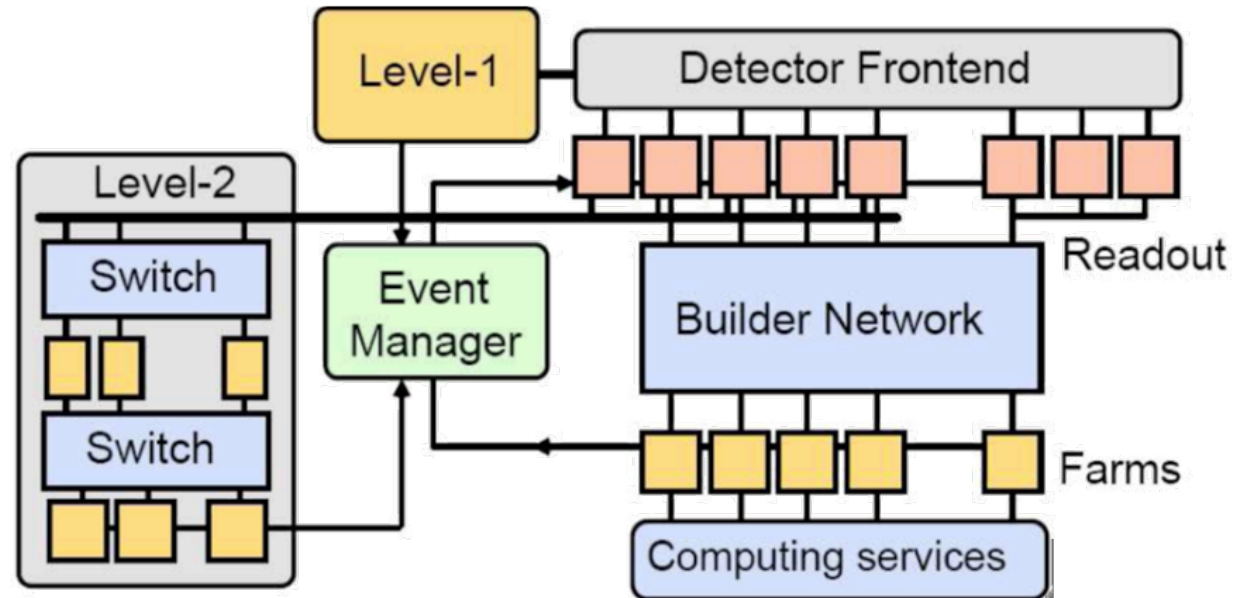 Level-1
Detector Frontend
Level-2
Switch
Event
Manager
Readout
Builder Network
Switch
Farms
Computing services